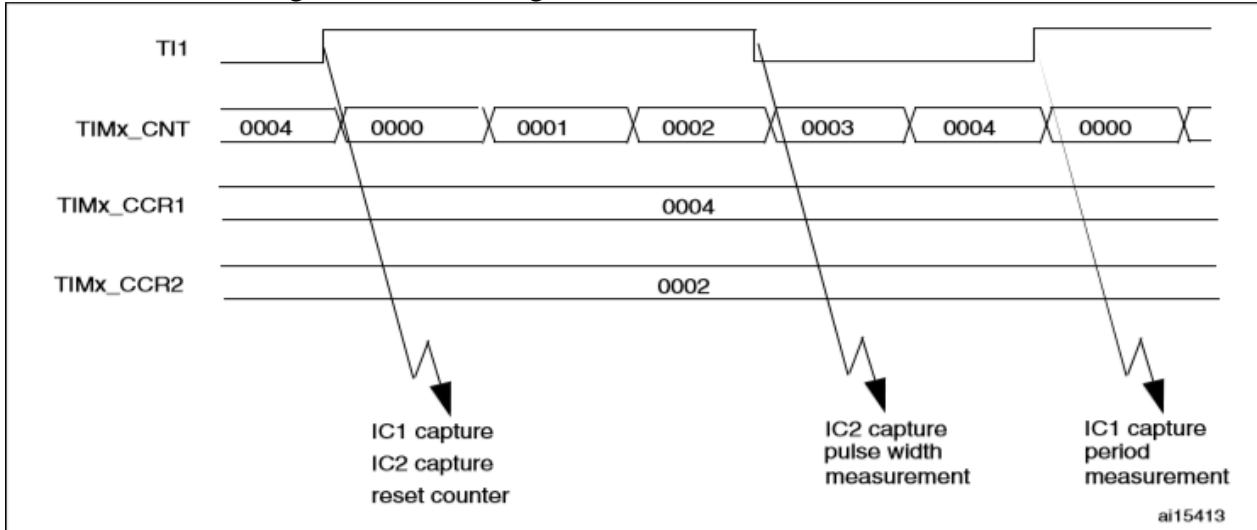 TI1
TIMx_CNT 0004 0000 0001 0002 0003 0004 0000
TIMx_CCR1 0004
TIMx_CCR2 0002
IC1 capture
IC2 capture
reset counter
IC2 capture
pulse width
measurement
IC1 capture
period
measurement
ai15413